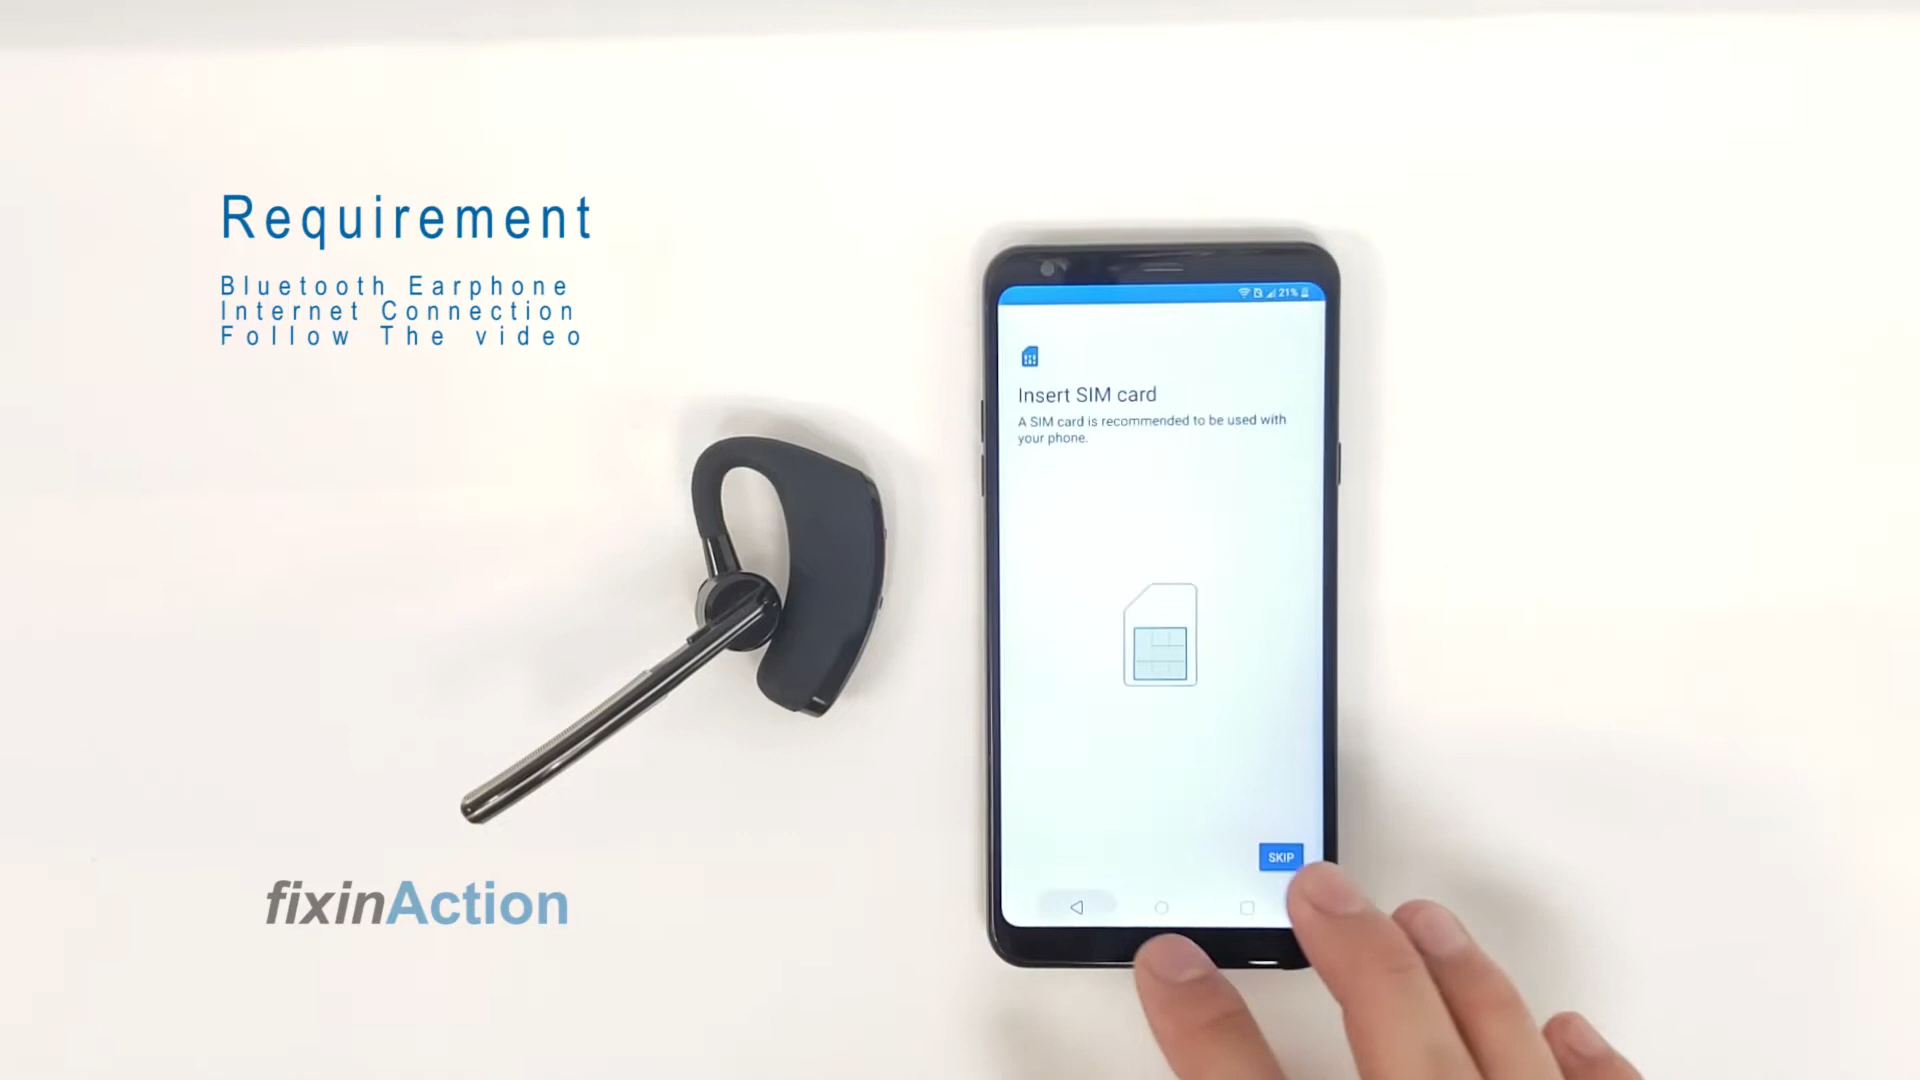 Requirement
Bluetooth Earphone
Internet Connection
Follow The video
21%
Insert SIM card
A SIM card is recommended to be used with
your phone.
SKIP
fixinAction